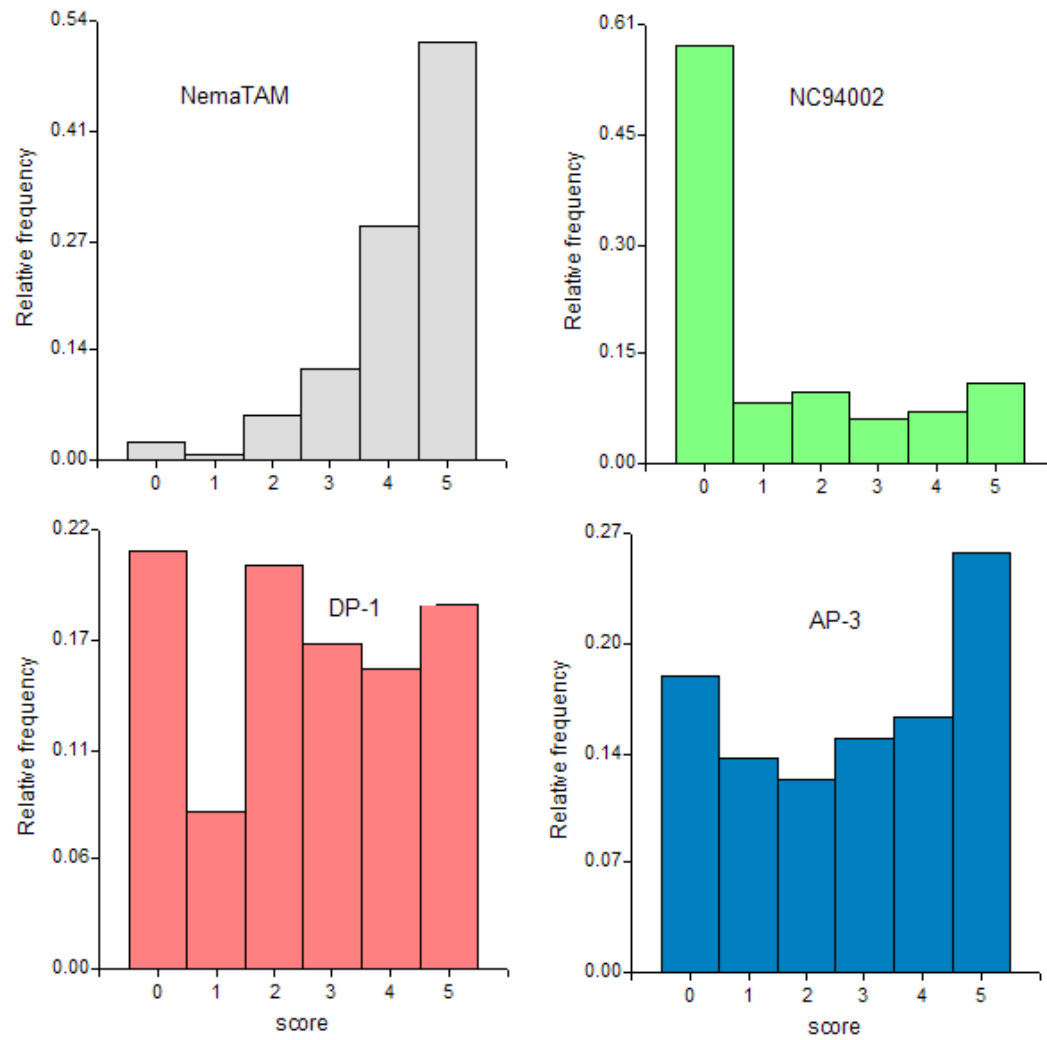 0.54
NemaTAM
0.41
0.27
0.14
0.00
Relative frequency
0 1 2 3 4 5
0.61
NC94002
0.45
0.30
0.15
0.00
Relative frequency
0 1 2 3 4 5
0.22
DP-1
0.17
0.11
0.06
0.00
Relative frequency
0 1 2 3 4 5
score
0.27
AP-3
0.20
0.14
0.07
0.00
Relative frequency
0 1 2 3 4 5
score